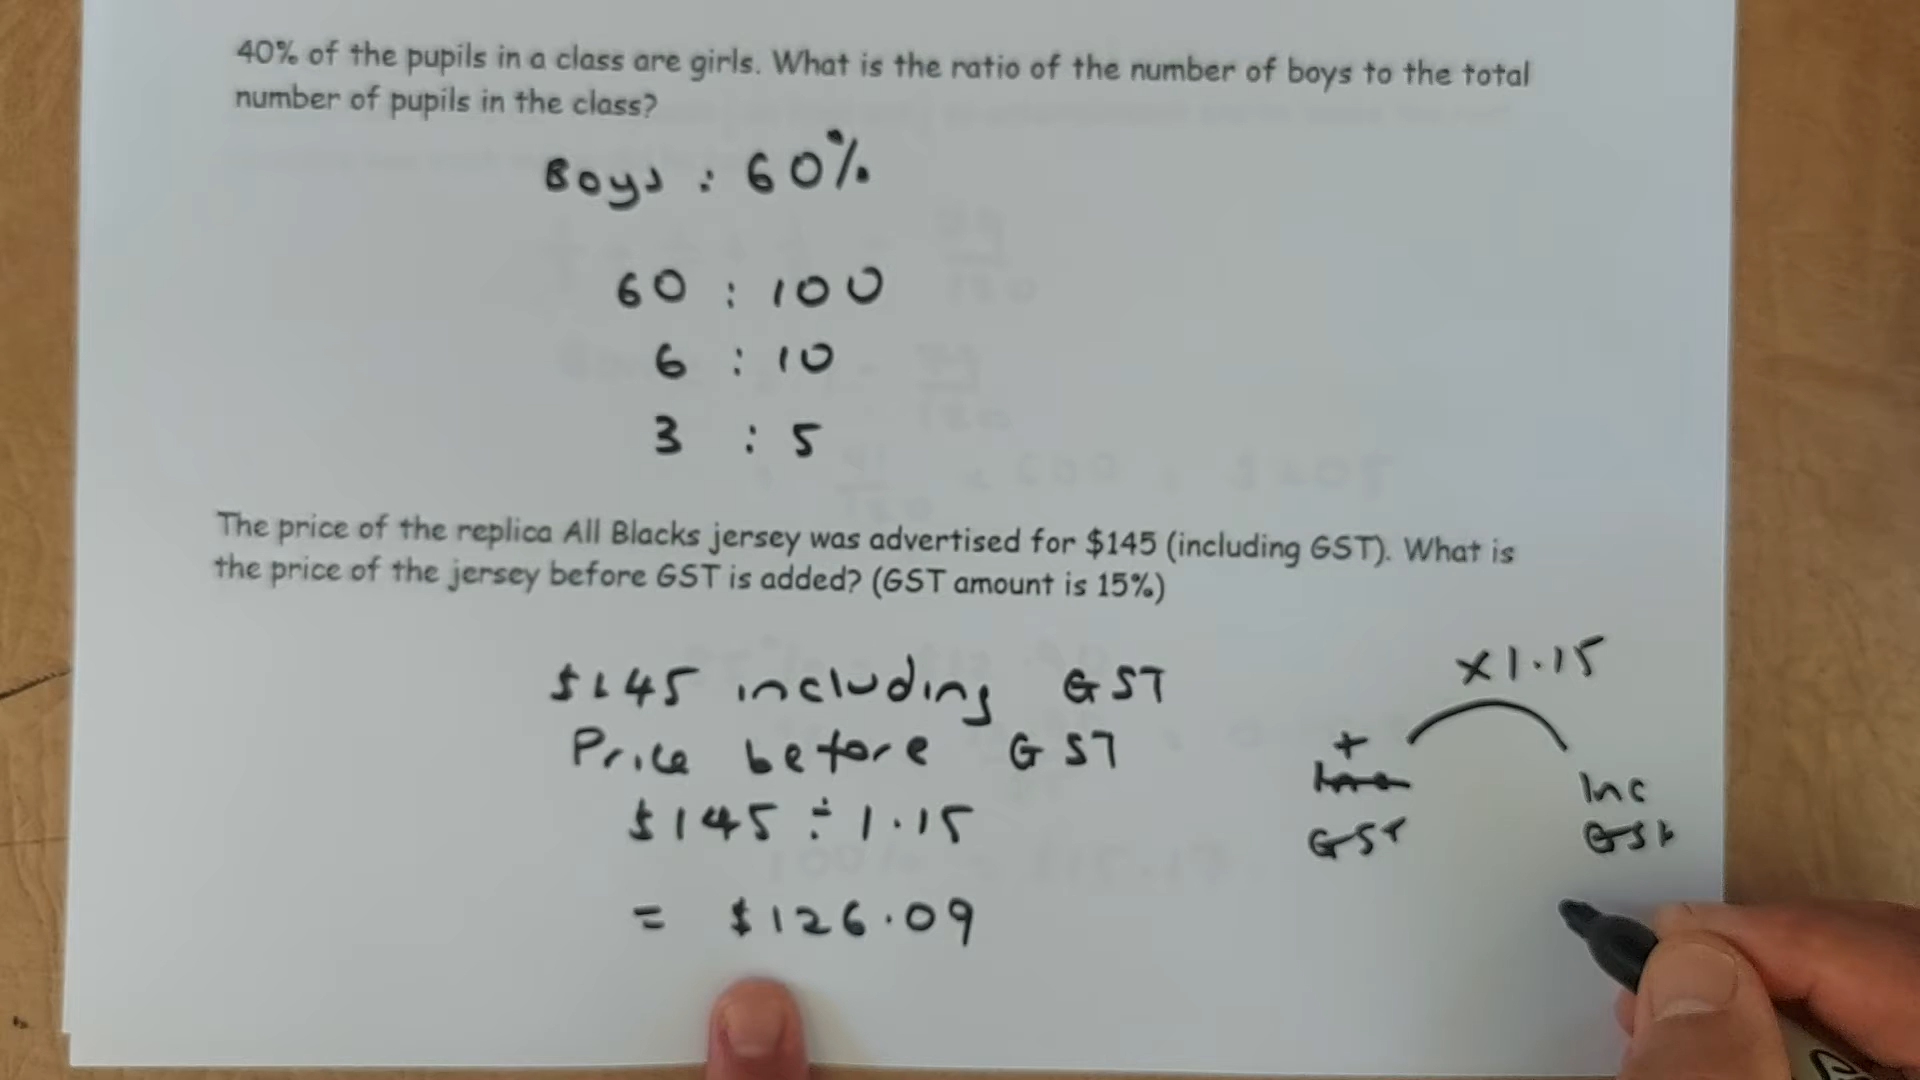 40% of the pupils in a class are girls. What is the ratio of the number of boys to the total
number of pupils in the class?
Boys : 60%
60 : 100
6 : 10
3 : 5
The price of the replica All Blacks jersey was advertised for $145 (including GST). What is
the price of the jersey before GST is added? (GST amount is 15%)
$145 including GST
Price before GST
$145 ÷ 1.15
= $126.09
×1.15
+
GST
Inc
GST